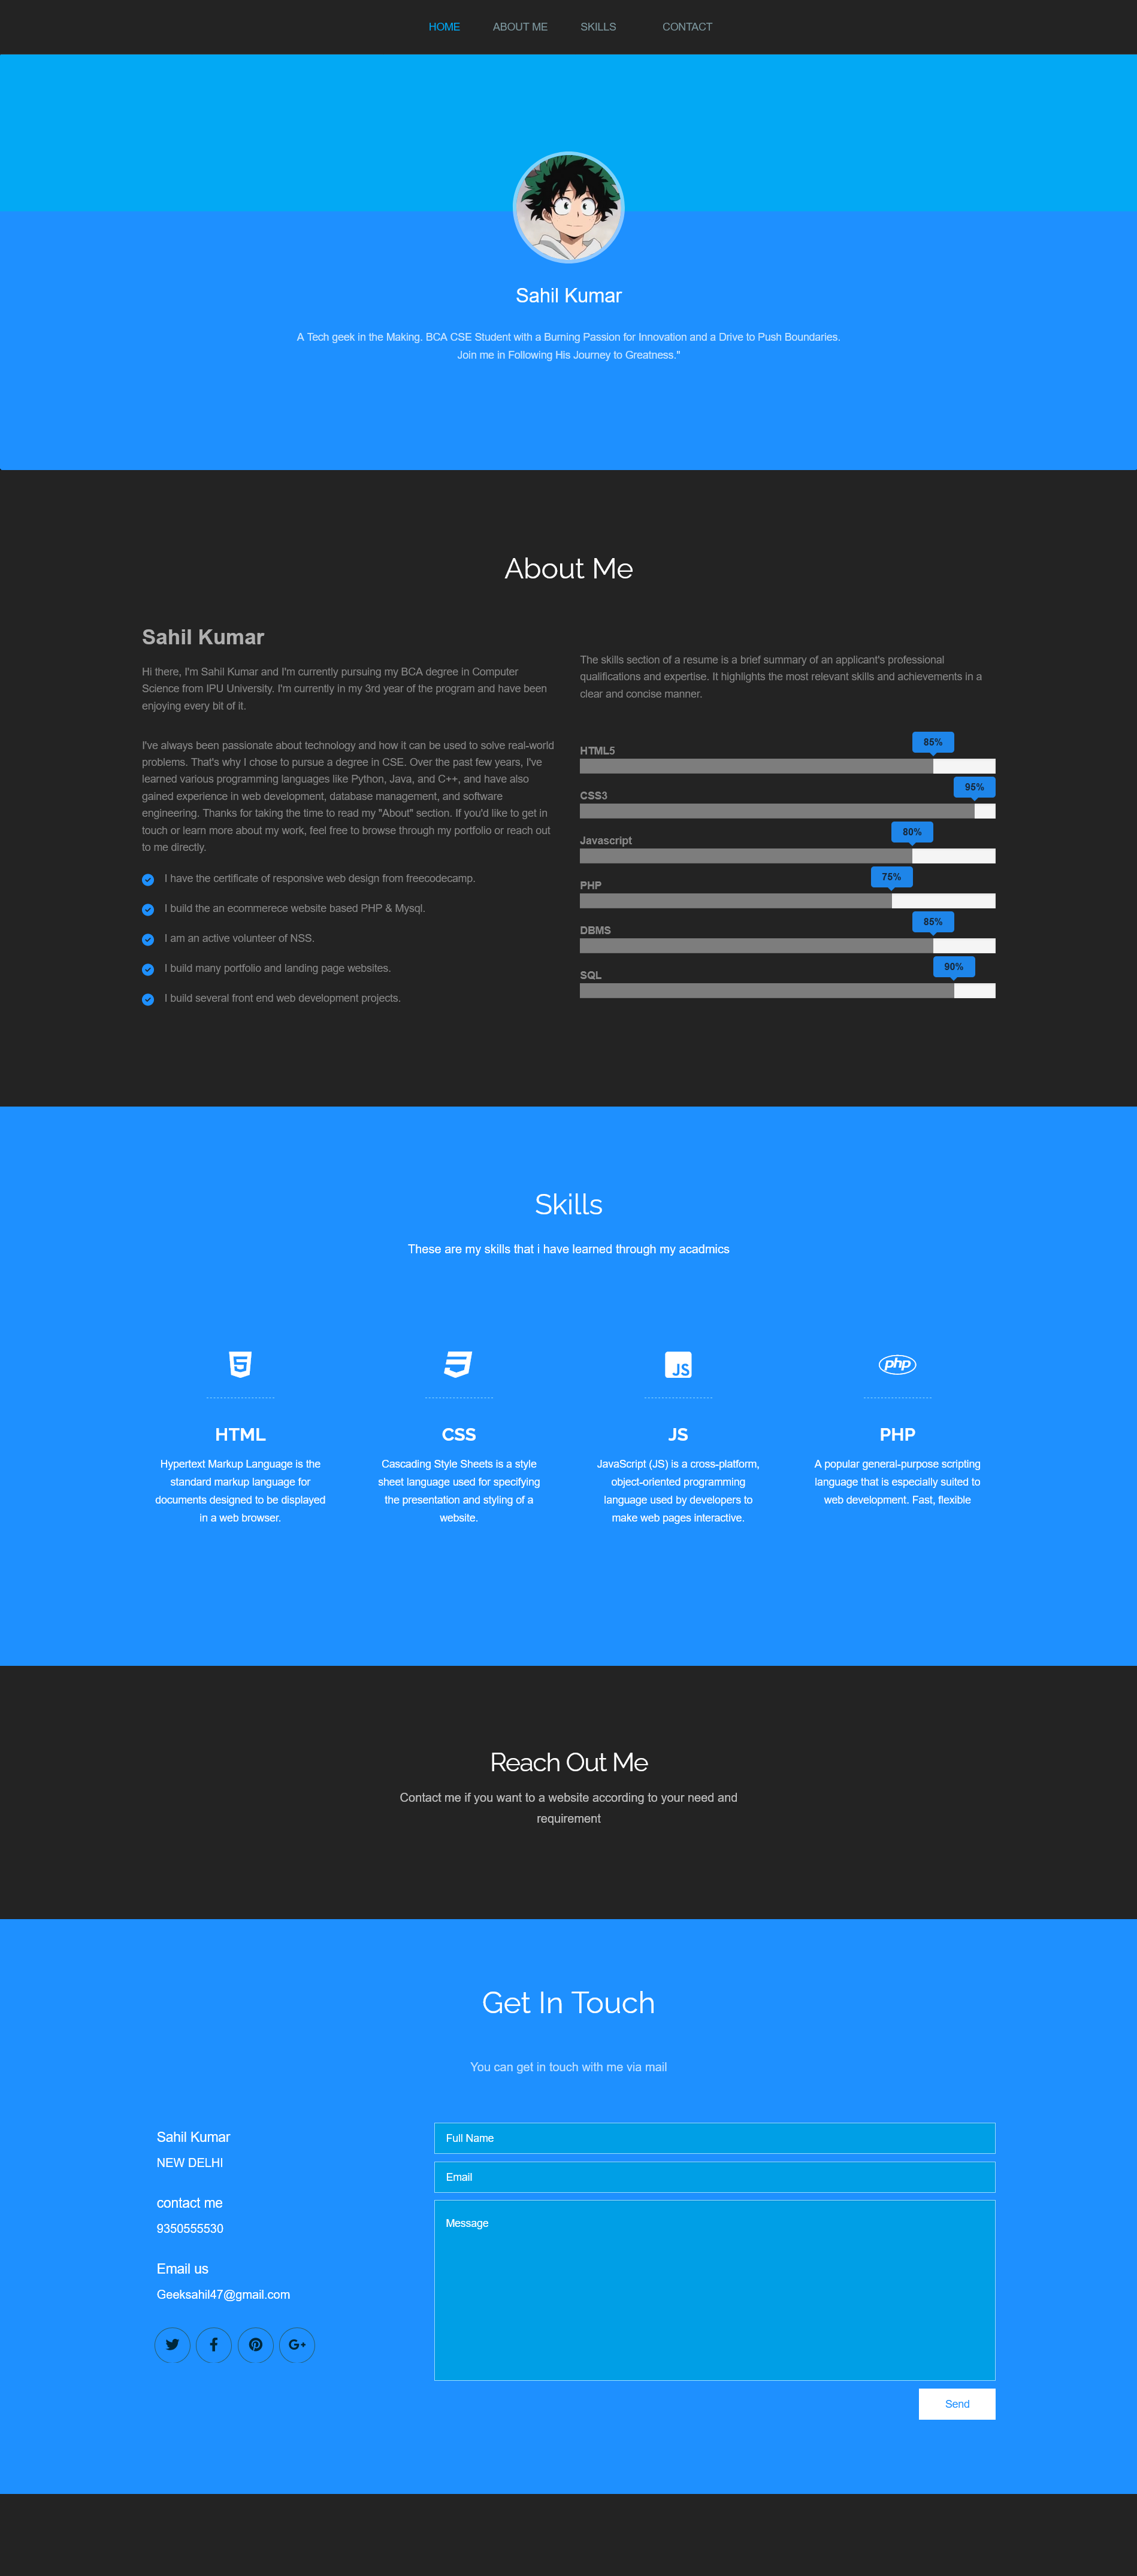 HOME ABOUT ME SKILLS CONTACT
Sahil Kumar
A Tech geek in the Making. BCA CSE Student with a Burning Passion for Innovation and a Drive to Push Boundaries.
Join me in Following His Journey to Greatness."
About Me
Sahil Kumar
Hi there, I'm Sahil Kumar and I'm currently pursuing my BCA degree in Computer
Science from IPU University. I'm currently in my 3rd year of the program and have been
enjoying every bit of it.
I've always been passionate about technology and how it can be used to solve real-world
problems. That's why I chose to pursue a degree in CSE. Over the past few years, I've
learned various programming languages like Python, Java, and C++, and have also
gained experience in web development, database management, and software
engineering. Thanks for taking the time to read my "About" section. If you'd like to get in
touch or learn more about my work, feel free to browse through my portfolio or reach out
to me directly.
I have the certificate of responsive web design from freecodecamp.
I build the an ecommerece website based PHP & Mysql.
I am an active volunteer of NSS.
I build many portfolio and landing page websites.
I build several front end web development projects.
The skills section of a resume is a brief summary of an applicant's professional
qualifications and expertise. It highlights the most relevant skills and achievements in a
clear and concise manner.
HTML5 85%
CSS3 95%
Javascript 80%
PHP 75%
DBMS 85%
SQL 90%
Skills
These are my skills that i have learned through my acadmics
5
JS
php
HTML
Hypertext Markup Language is the
standard markup language for
documents designed to be displayed
in a web browser.
CSS
Cascading Style Sheets is a style
sheet language used for specifying
the presentation and styling of a
website.
JS
JavaScript (JS) is a cross-platform,
object-oriented programming
language used by developers to
make web pages interactive.
PHP
A popular general-purpose scripting
language that is especially suited to
web development. Fast, flexible
Reach Out Me
Contact me if you want to a website according to your need and
requirement
Get In Touch
You can get in touch with me via mail
Sahil Kumar
NEW DELHI
contact me
9350555530
Email us
Geeksahil47@gmail.com
G+
Full Name
Email
Message
Send